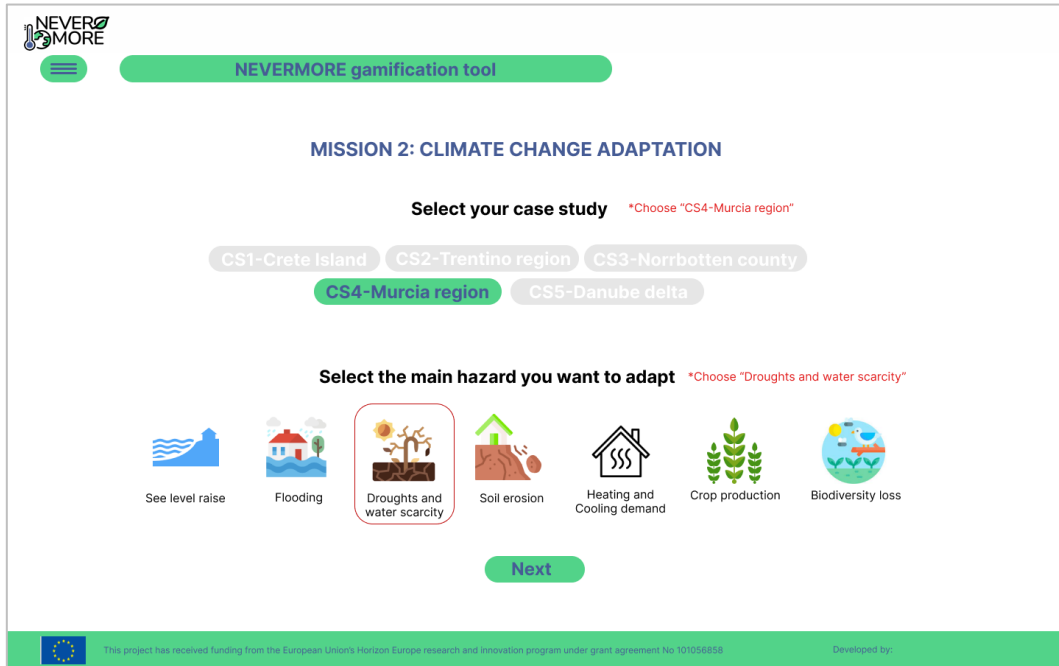 NEVER
MORE
NEVERMORE gamification tool
MISSION 2: CLIMATE CHANGE ADAPTATION
Select your case study *Choose "CS4-Murcia region"
CS1-Crete Island CS2-Trentino region CS3-Norrbotten county
CS4-Murcia region CS5-Danube delta
Select the main hazard you want to adapt *Choose "Droughts and water scarcity"
See level raise
Flooding
Droughts and
water scarcity
Soil erosion
Heating and
Cooling demand
Crop production
Biodiversity loss
Next
This project has received funding from the European Union's Horizon Europe research and innovation program under grant agreement No 101056858
Developed by: